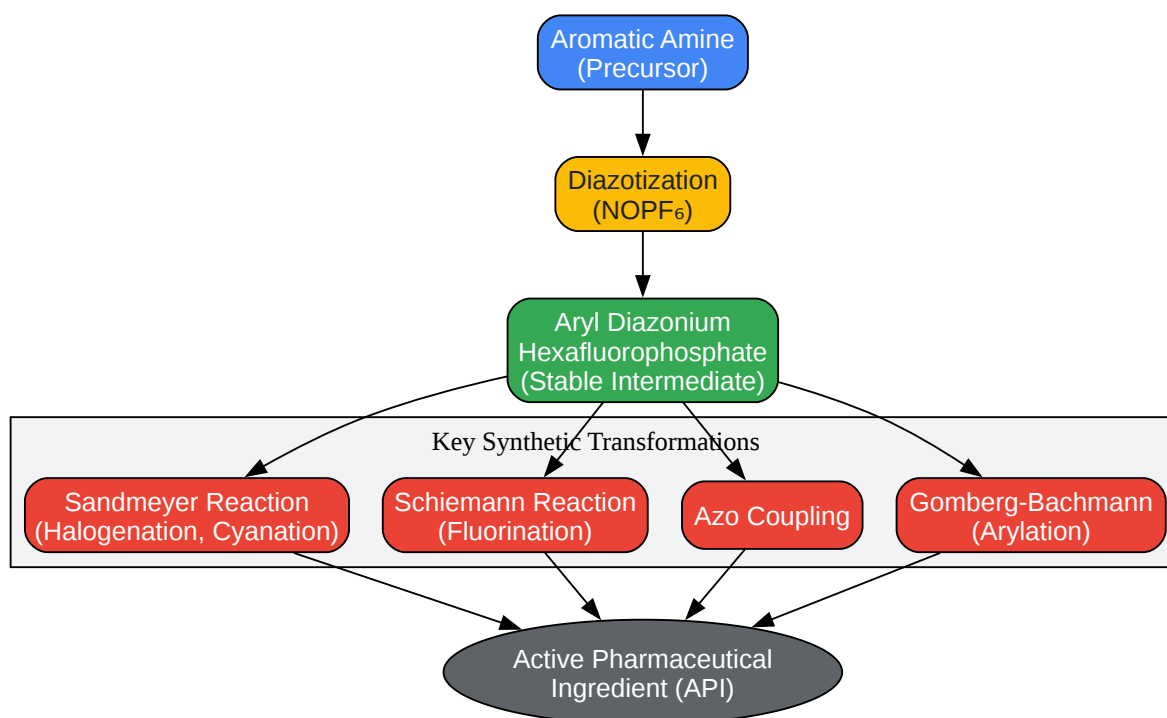 Aromatic Amine
(Precursor)
Diazotization
(NOPF₆)
Aryl Diazonium
Hexafluorophosphate
(Stable Intermediate)
Key Synthetic Transformations
Sandmeyer Reaction
(Halogenation, Cyanation)
Schiemann Reaction
(Fluorination)
Azo Coupling
Gomberg-Bachmann
(Arylation)
Active Pharmaceutical
Ingredient (API)